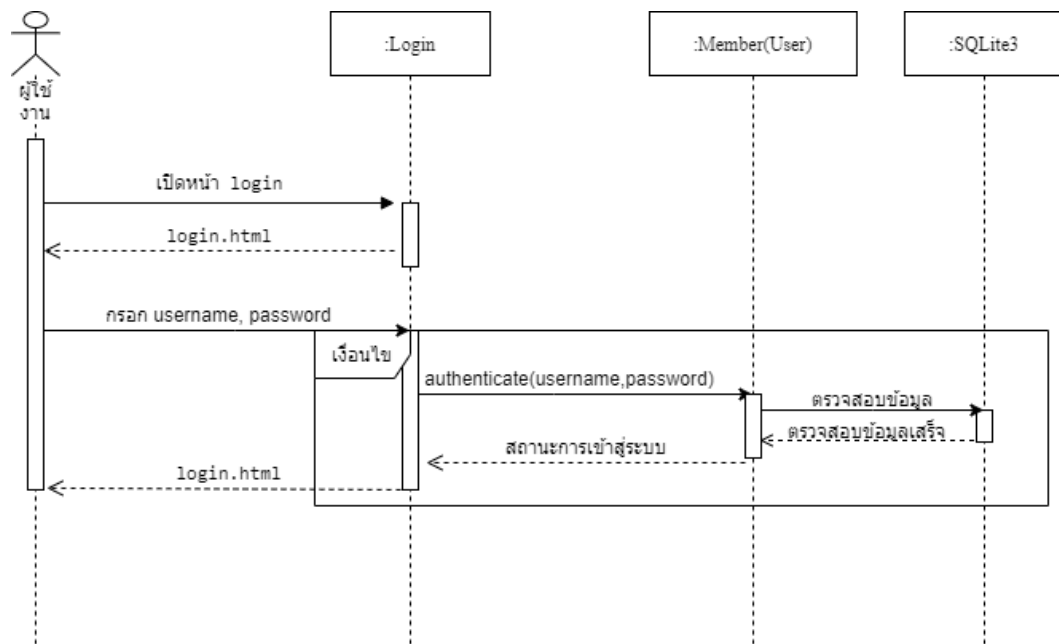 :Login
:Member(User)
:SQLite3
ผู้ใช้
งาน
เปิดหน้า login
login.html
กรอก username, password
เงื่อนไข
authenticate(username,password)
ตรวจสอบข้อมูล
ตรวจสอบข้อมูลเสร็จ
สถานะการเข้าสู่ระบบ
login.html